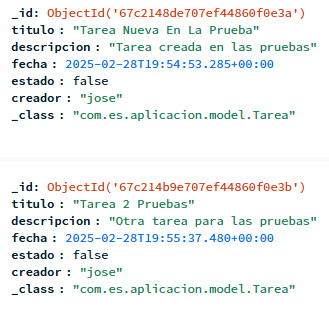 _id: ObjectId('67c2148de707ef44860f0e3a')
titulo : "Tarea Nueva En La Prueba"
descripcion : "Tarea creada en las pruebas"
fecha : 2025-02-28T19:54:53.285+00:00
estado : false
creador : "jose"
_class : "com.es.aplicacion.model.Tarea"
_id: ObjectId('67c214b9e707ef44860f0e3b')
titulo : "Tarea 2 Pruebas"
descripcion : "Otra tarea para las pruebas"
fecha : 2025-02-28T19:55:37.480+00:00
estado : false
creador : "jose"
_class : "com.es.aplicacion.model.Tarea"